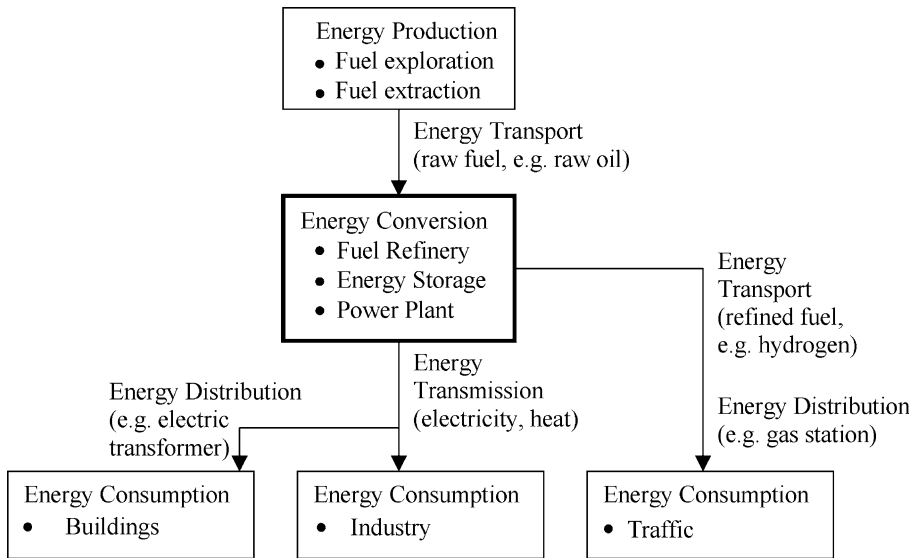 Energy Production
• Fuel exploration
• Fuel extraction
Energy Transport
(raw fuel, e.g. raw oil)
Energy Conversion
• Fuel Refinery
• Energy Storage
• Power Plant
Energy
Transport
(refined fuel,
e.g. hydrogen)
Energy
Transmission
(electricity, heat)
Energy Distribution
(e.g. electric
transformer)
Energy Distribution
(e.g. gas station)
Energy Consumption
• Buildings
Energy Consumption
• Industry
Energy Consumption
• Traffic